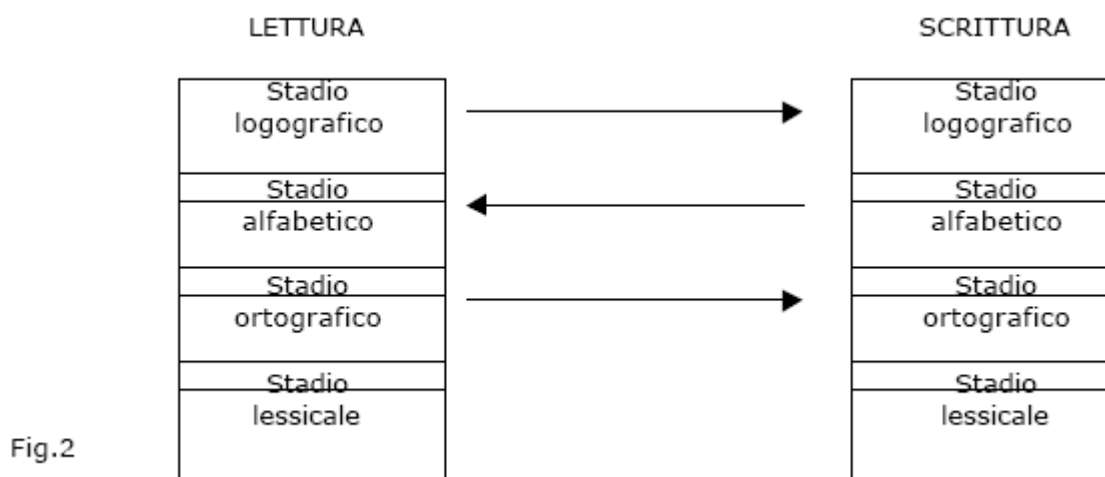 LETTURA
SCRITTURA
Stadio
logografico
Stadio
logografico
Stadio
alfabetico
Stadio
alfabetico
Stadio
ortografico
Stadio
ortografico
Stadio
lessicale
Stadio
lessicale
Fig.2